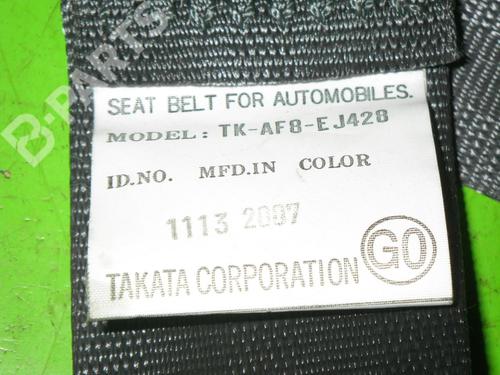 B-PARTS
SEAT BELT FOR AUTOMOBILES.
MODEL: TK-AF8-EJ428
ID.NO. MFD.IN COLOR
1113 2007
GO
TAKATA CORPORATION